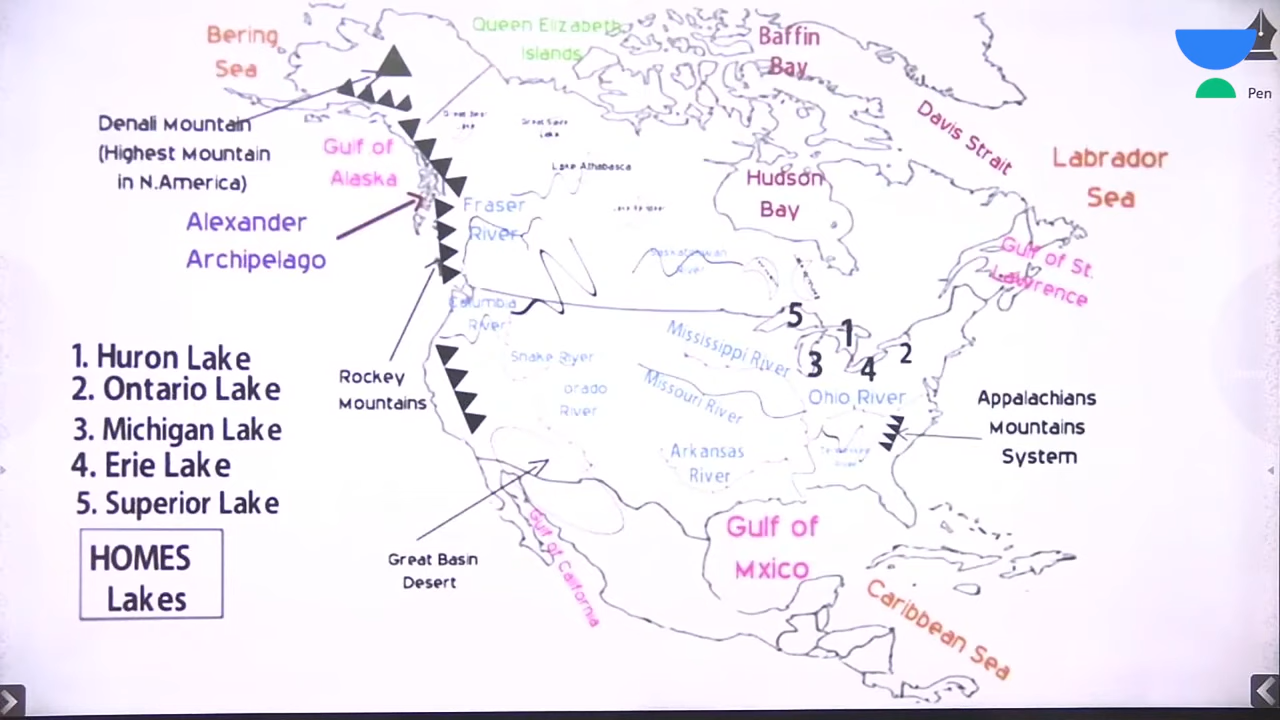 Bering
Sea
Queen Elizabeth
Islands
Baffin
Bay
Pen
Davis Strait
Labrador
Sea
Denali Mountain
(Highest Mountain
in N.America)
Gulf of
Alaska
Lake Athabasca
Hudson
Bay
Alexander
Archipelago
Fraser
River
Saskatchewan
River
Gulf of St.
Lawrence
Columbia
River
5
1
2
3
4
Mississippi River
Snake River
Missouri River
orado
River
Ohio River
1. Huron Lake
2. Ontario Lake
3. Michigan Lake
4. Erie Lake
5. Superior Lake
Rockey
Mountains
Appalachians
Mountains
System
Arkansas
River
HOMES
Lakes
Great Basin
Desert
Gulf of California
Gulf of
Mxico
Caribbean Sea